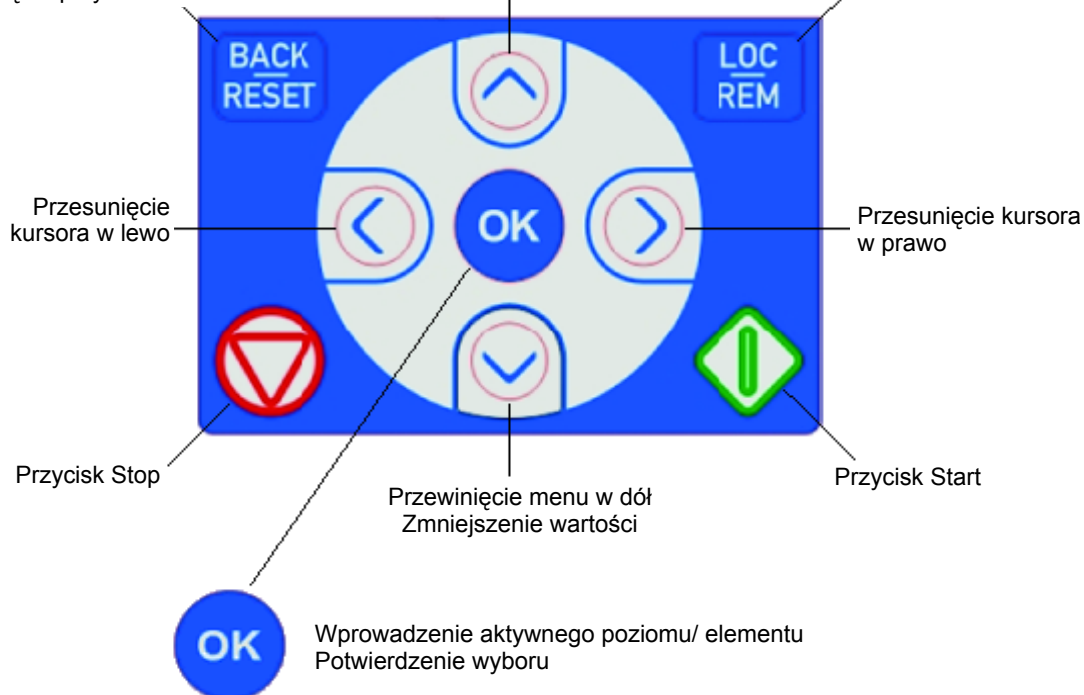 BACK
RESET
LOC
REM
Przesunięcie
kursora w lewo
OK
Przesunięcie kursora
w prawo
Przycisk Stop
Przewinięcie menu w dół
Zmniejszenie wartości
Przycisk Start
OK
Wprowadzenie aktywnego poziomu/ elementu
Potwierdzenie wyboru